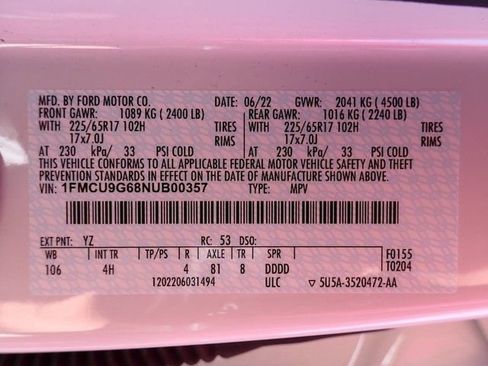 MFD. BY FORD MOTOR CO. 06/22 GVWR: 2041 KG ( 4500 LB)
FRONT GAWR: 1089 KG ( 2400 LB) REAR GAWR: 1016 KG ( 2240 LB)
225/65R17 102H TIRES WITH 225/65R17 102H TIRES
17x7.0J RIMS 17x7.0J RIMS
AT 230 kPa/ 33 PSI COLD AT 230 kPa/ 33 PSI COLD
THIS VEHICLE CONFORMS TO ALL APPLICABLE FEDERAL MOTOR VEHICLE SAFETY AND THEFT
PREVENTION STANDARDS IN EFFECT ON THE DATE OF MANUFACTURE SHOWN ABOVE.
VIN: 1FMCU9G68NUB00357 TYPE: MPV
EXT PNT: YZ RC: 53 DSO:
WB INT TR TP/PS R AXLE TR SPR F0155
106 4H 4 81 8 DDDD T0204
1202206031494 ULC ▽ 5U5A-3520472-AA